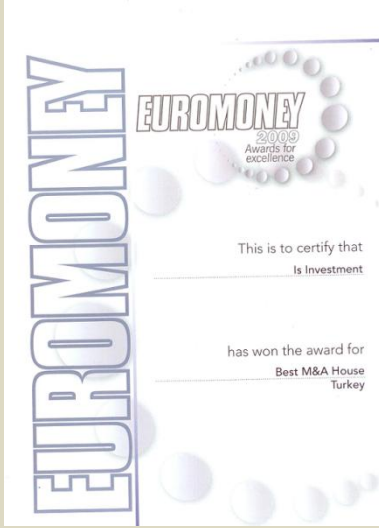 EUROMONEY
EUROMONEY
2009
Awards for
excellence
This is to certify that
Is Investment
has won the award for
Best M&A House
Turkey